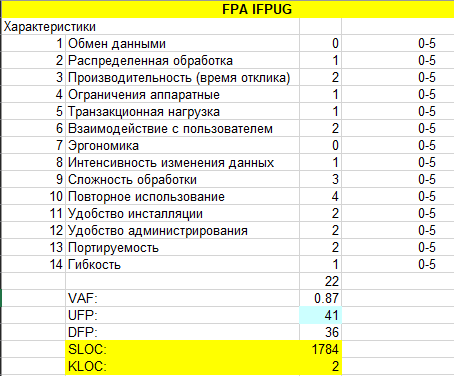 FPA IFPUG
Характеристики
1 Обмен данными 0 0-5
2 Распределенная обработка 1 0-5
3 Производительность (время отклика) 2 0-5
4 Ограничения аппаратные 1 0-5
5 Транзакционная нагрузка 1 0-5
6 Взаимодействие с пользователем 2 0-5
7 Эргономика 0 0-5
8 Интенсивность изменения данных 1 0-5
9 Сложность обработки 3 0-5
10 Повторное использование 4 0-5
11 Удобство инсталляции 2 0-5
12 Удобство администрирования 2 0-5
13 Портируемость 2 0-5
14 Гибкость 1 0-5
22
VAF: 0.87
UFP: 41
DFP: 36
SLOC: 1784
KLOC: 2